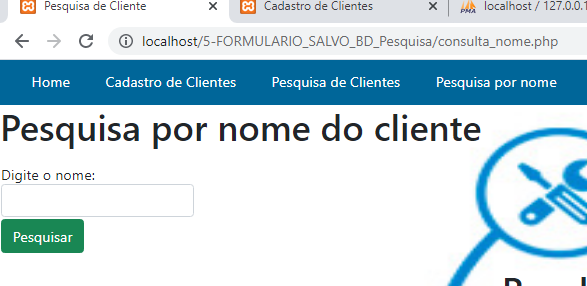 Pesquisa de Cliente
Cadastro de Clientes
PMA
localhost / 127.0.0.1
localhost/5-FORMULARIO_SALVO_BD_Pesquisa/consulta_nome.php
Home
Cadastro de Clientes
Pesquisa de Clientes
Pesquisa por nome
Pesquisa por nome do cliente
Digite o nome:
Pesquisar